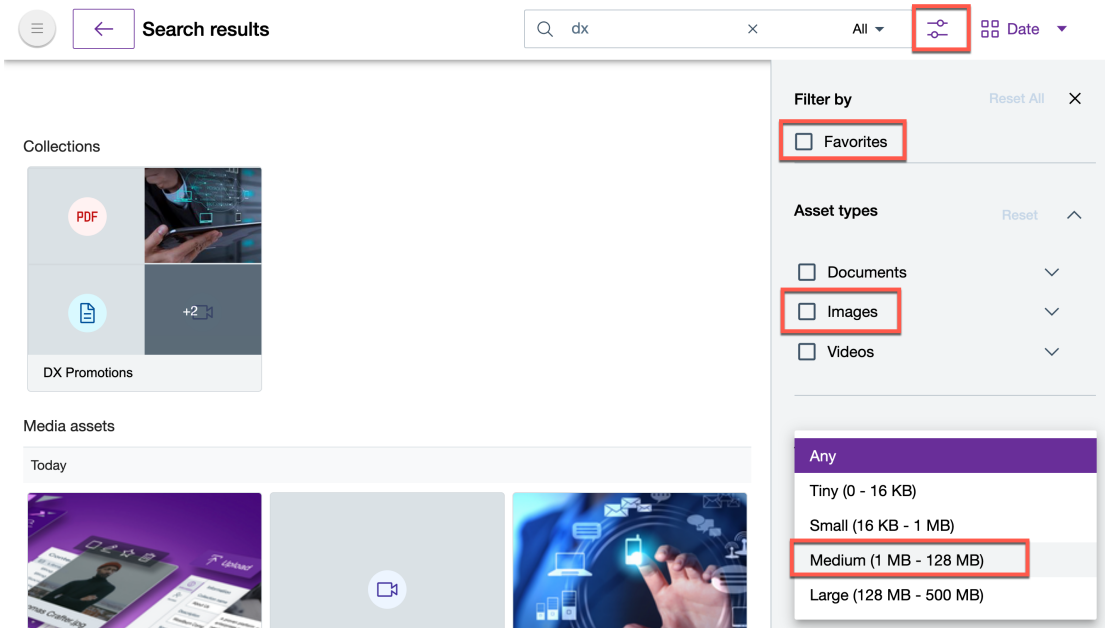 Search results
dx
All
Date
Filter by
Reset All
Favorites
Asset types
Reset
Documents
Images
Videos
Any
Tiny (0 - 16 KB)
Small (16 KB - 1 MB)
Medium (1 MB - 128 MB)
Large (128 MB - 500 MB)
Collections
PDF
+2
DX Promotions
Media assets
Today
Upload